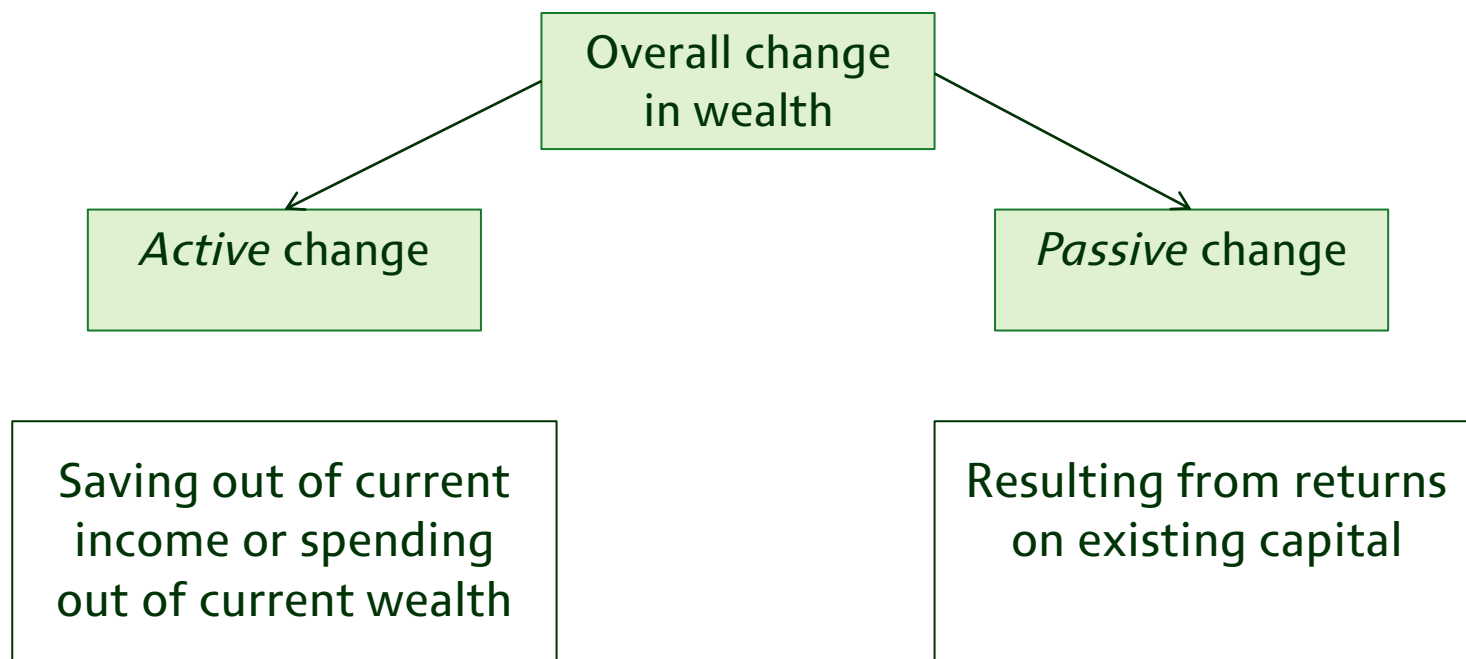 Overall change
in wealth
Active change
Passive change
Saving out of current
income or spending
out of current wealth
Resulting from returns
on existing capital